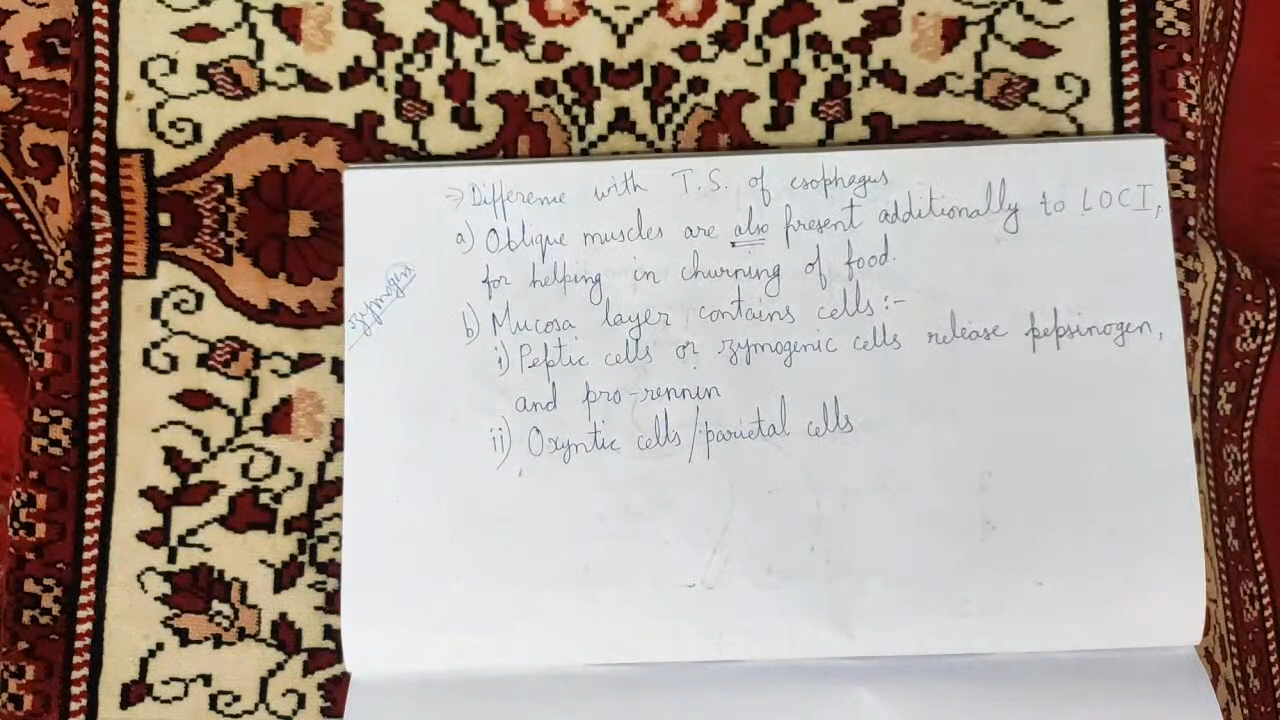 ⇒ Difference with T.S. of esophagus
a) Oblique muscles are also present additionally to LOCI,
for helping in churning of food.
b) Mucosa layer contains cells:-
i) Peptic cells or zymogenic cells release pepsinogen,
and pro-rennin
ii) Oxyntic cells/parietal cells
zymogen